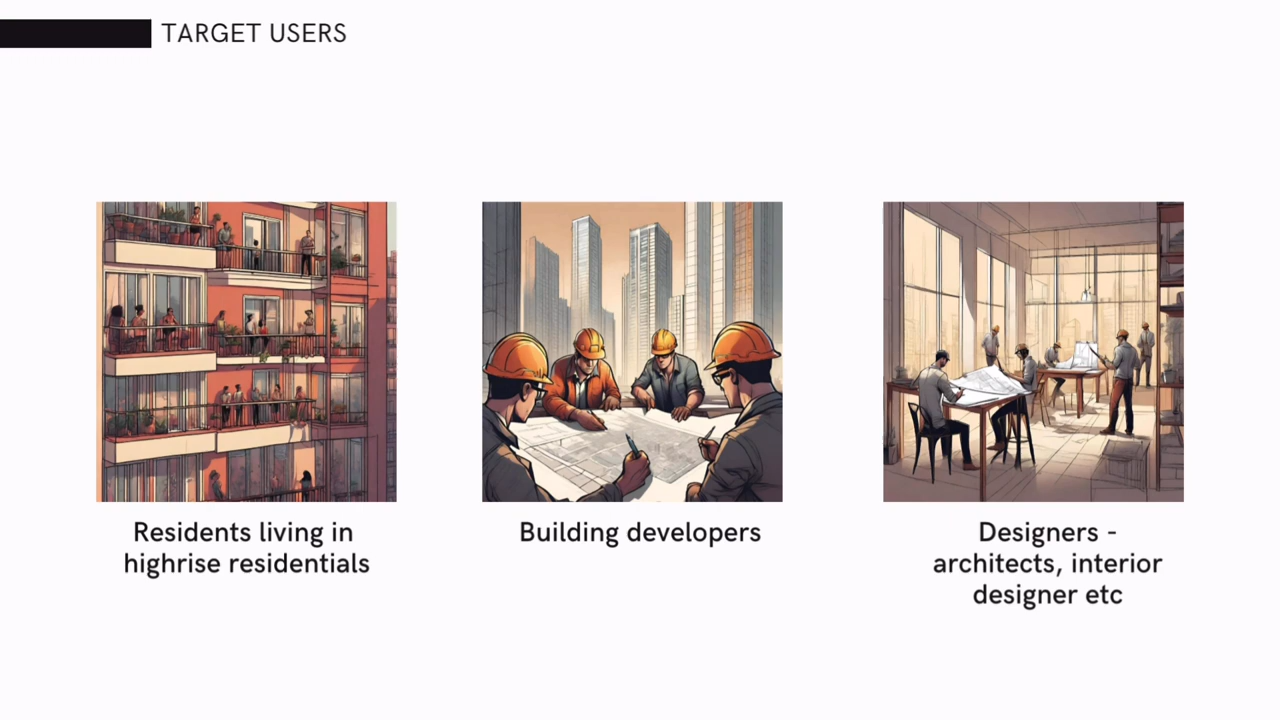 TARGET USERS
Residents living in
highrise residentials
Building developers
Designers -
architects, interior
designer etc